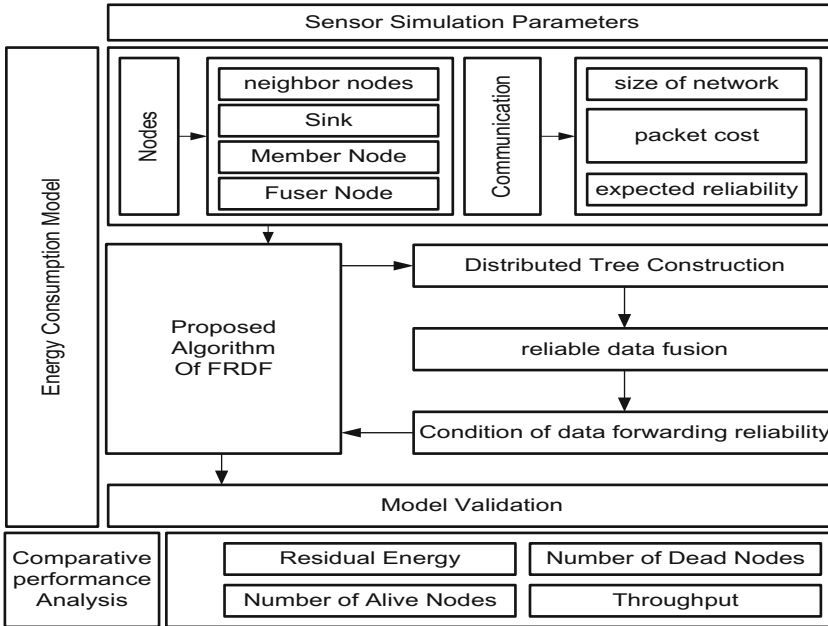 Sensor Simulation Parameters
Energy Consumption Model
Nodes
neighbor nodes
Sink
Member Node
Fuser Node
Communication
size of network
packet cost
expected reliability
Proposed
Algorithm
Of FRDF
Distributed Tree Construction
reliable data fusion
Condition of data forwarding reliability
Model Validation
Comparative
performance
Analysis
Residual Energy
Number of Dead Nodes
Number of Alive Nodes
Throughput